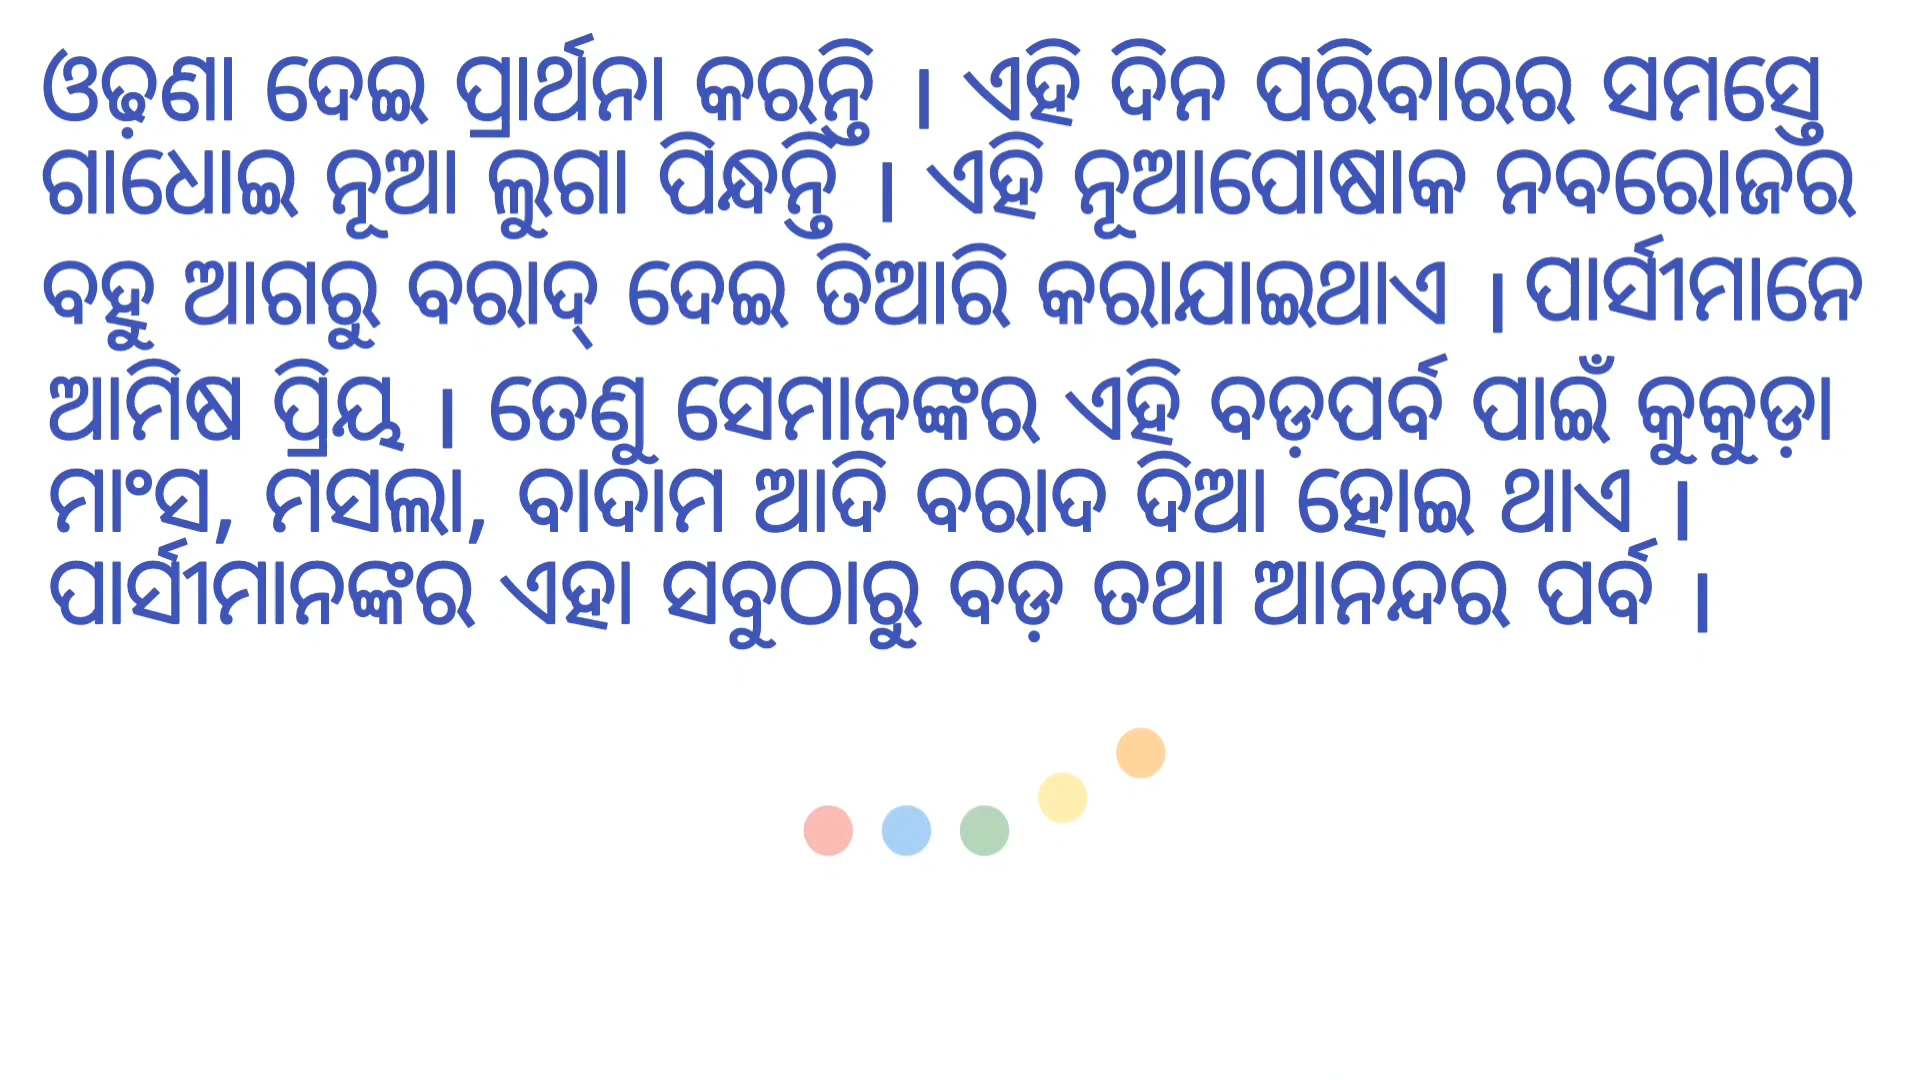 ଓଢ଼ଣା ଦେଇ ପ୍ରାର୍ଥନା କରନ୍ତି । ଏହି ଦିନ ପରିବାରର ସମସ୍ତେ
ଗାଧୋଇ ନୂଆ ଲୁଗା ପିନ୍ଧନ୍ତି । ଏହି ନୂଆପୋଷାକ ନବରୋଜର
ବହୁ ଆଗରୁ ବରାଦ୍ ଦେଇ ତିଆରି କରାଯାଇଥାଏ । ପାର୍ସୀମାନେ
ଆମିଷ ପ୍ରିୟ । ତେଣୁ ସେମାନଙ୍କର ଏହି ବଡ଼ପର୍ବ ପାଇଁ କୁକୁଡ଼ା
ମାଂସ, ମସଲା, ବାଦାମ ଆଦି ବରାଦ ଦିଆ ହୋଇ ଥାଏ ।
ପାର୍ସୀମାନଙ୍କର ଏହା ସବୁଠାରୁ ବଡ଼ ତଥା ଆନନ୍ଦର ପର୍ବ ।